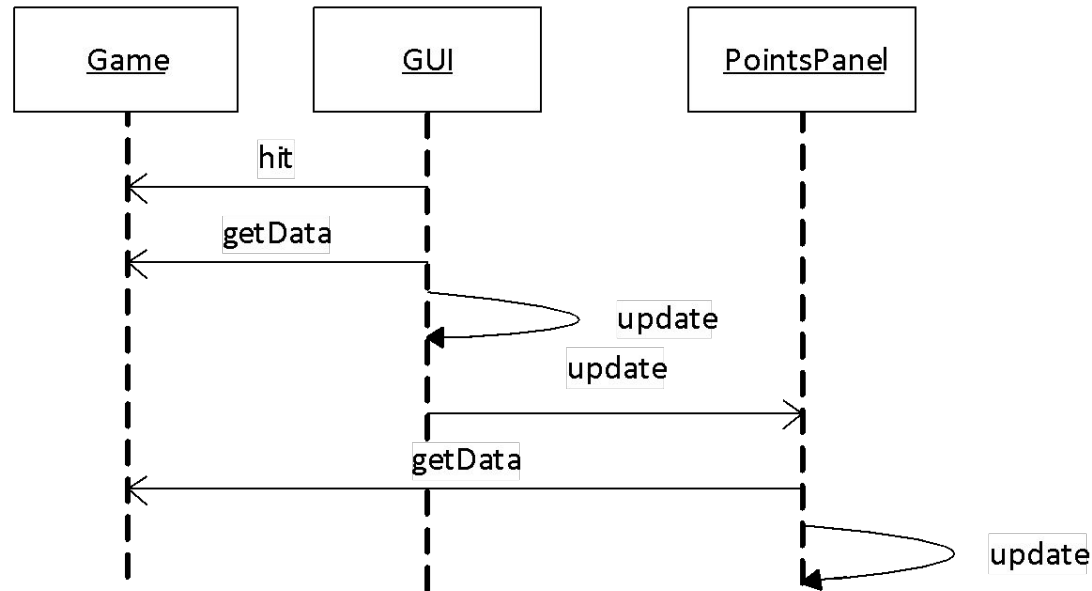 Game
GUI
PointsPanel
hit
getData
update
update
getData
update